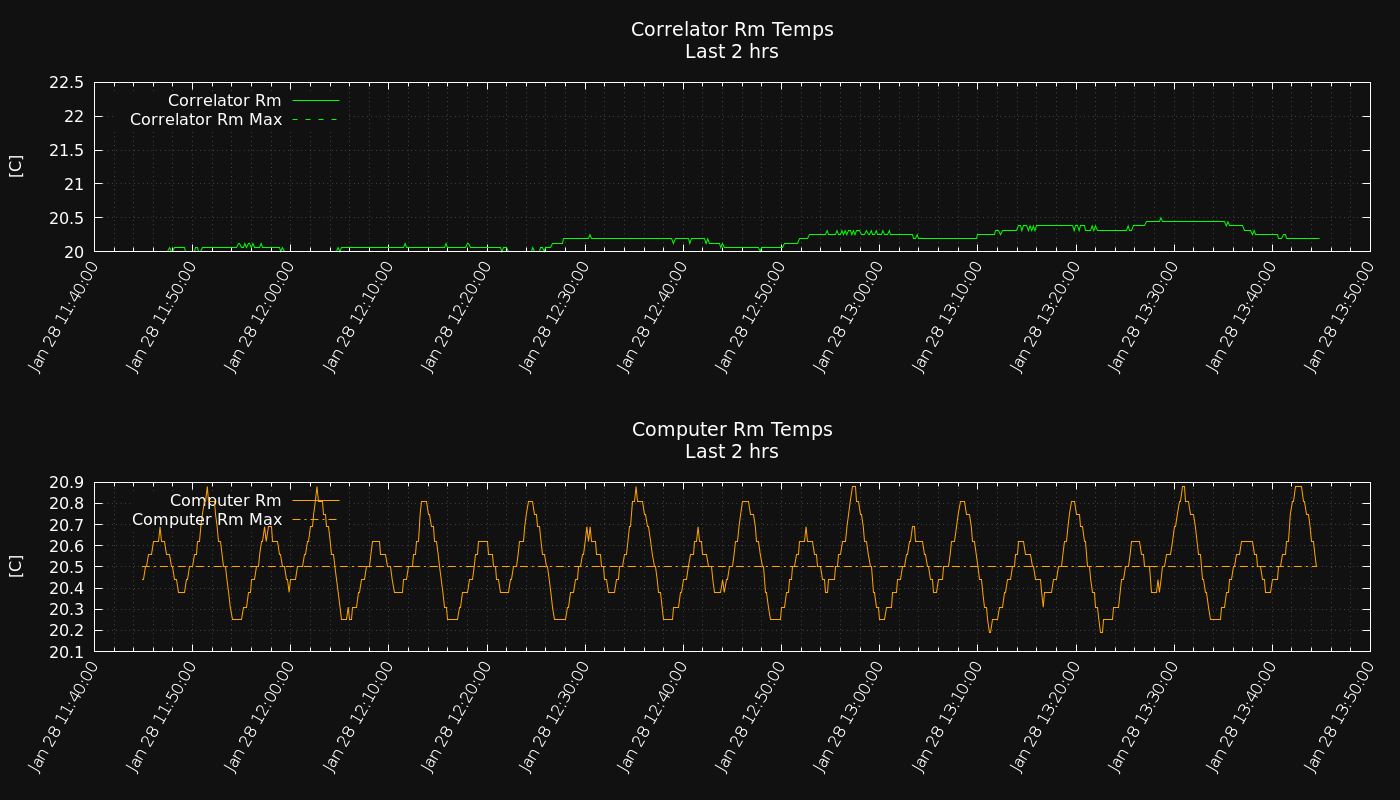 Correlator Rm Temps
Last 2 hrs
22.5
22
21.5
21
20.5
20
[C]
Correlator Rm
Correlator Rm Max
Jan 28 11:40:00
Jan 28 11:50:00
Jan 28 12:00:00
Jan 28 12:10:00
Jan 28 12:20:00
Jan 28 12:30:00
Jan 28 12:40:00
Jan 28 12:50:00
Jan 28 13:00:00
Jan 28 13:10:00
Jan 28 13:20:00
Jan 28 13:30:00
Jan 28 13:40:00
Jan 28 13:50:00
Computer Rm Temps
Last 2 hrs
20.9
20.8
20.7
20.6
20.5
20.4
20.3
20.2
20.1
[C]
Computer Rm
Computer Rm Max
Jan 28 11:40:00
Jan 28 11:50:00
Jan 28 12:00:00
Jan 28 12:10:00
Jan 28 12:20:00
Jan 28 12:30:00
Jan 28 12:40:00
Jan 28 12:50:00
Jan 28 13:00:00
Jan 28 13:10:00
Jan 28 13:20:00
Jan 28 13:30:00
Jan 28 13:40:00
Jan 28 13:50:00